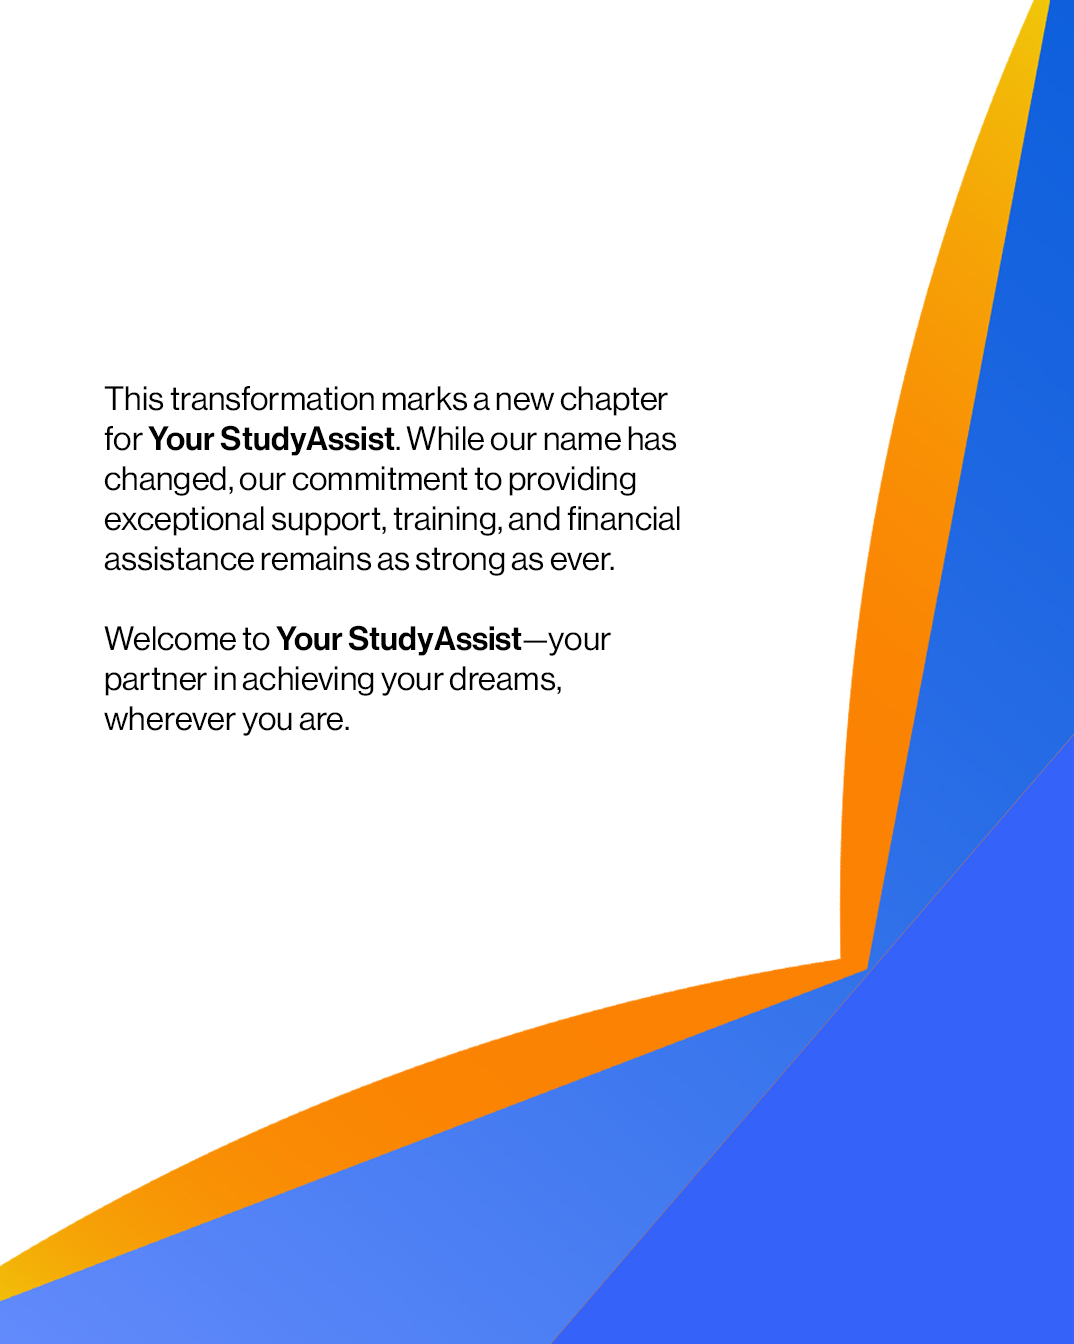 This transformation marks a new chapter
for Your StudyAssist. While our name has
changed, our commitment to providing
exceptional support, training, and financial
assistance remains as strong as ever.
Welcome to Your StudyAssist—your
partner in achieving your dreams,
wherever you are.